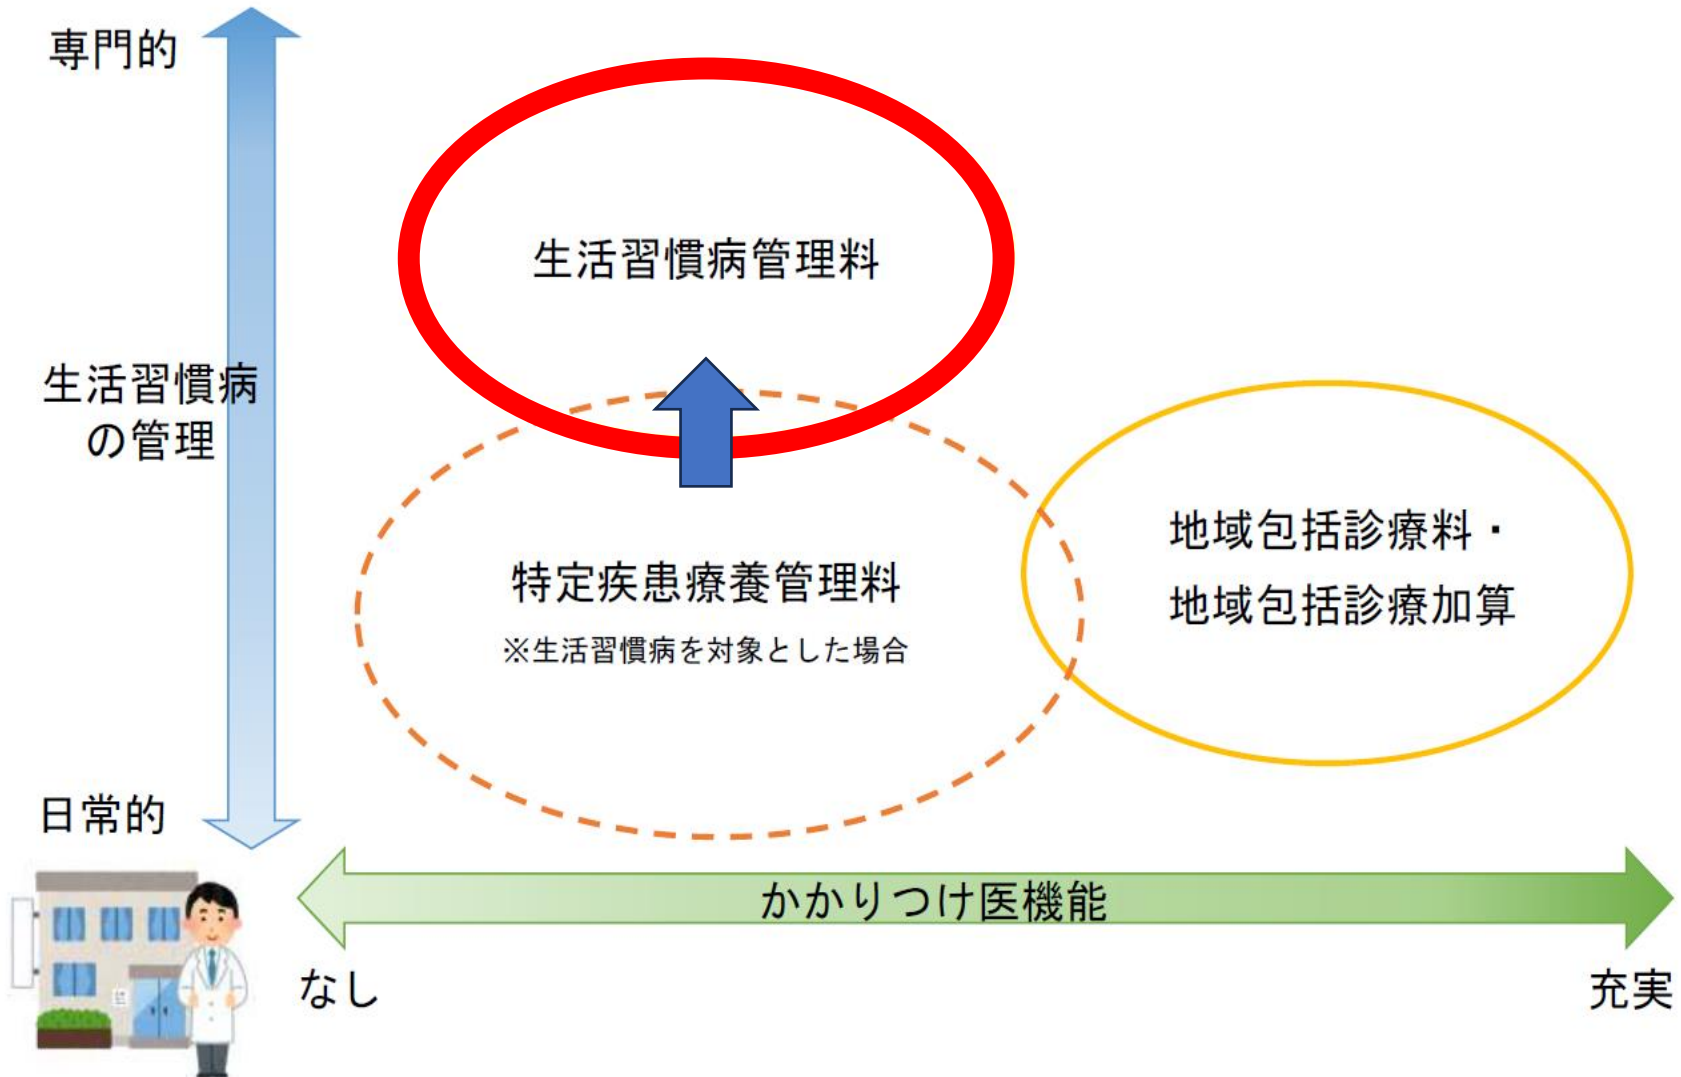 専門的
生活習慣病管理料
生活習慣病
の管理
地域包括診療料・
地域包括診療加算
特定疾患療養管理料
※生活習慣病を対象とした場合
日常的
かかりつけ医機能
なし
充実